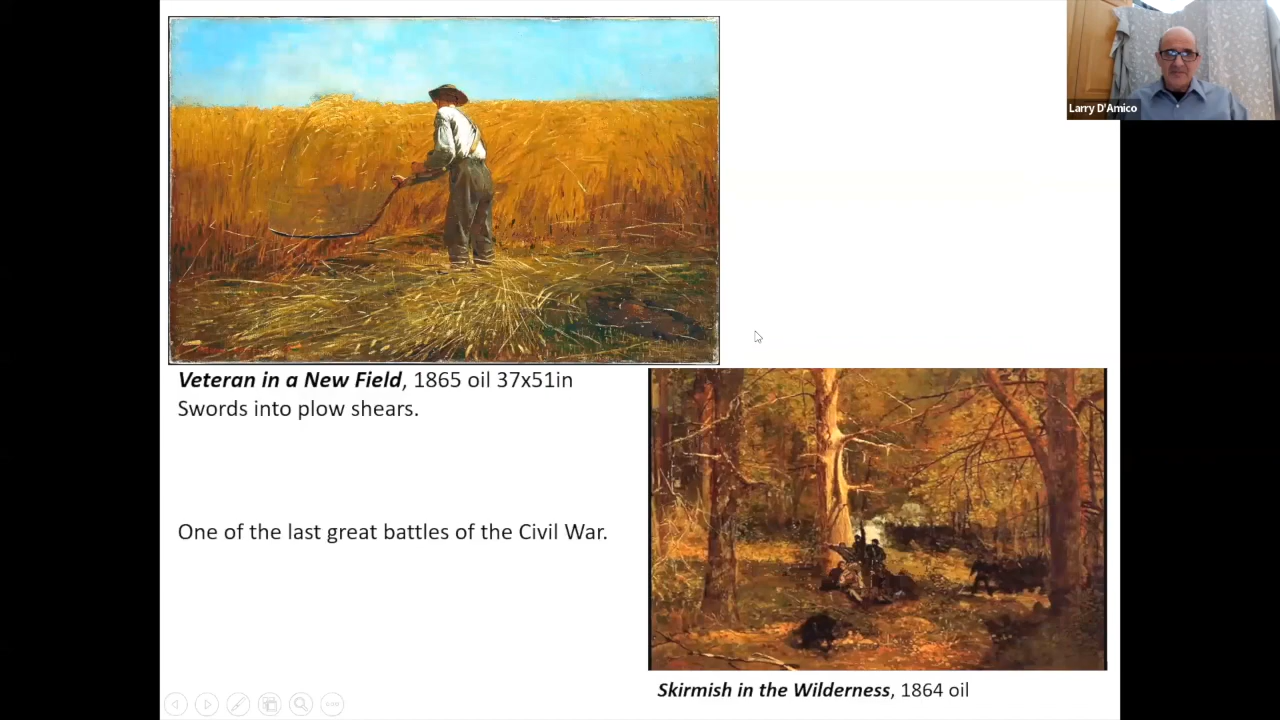 Larry D'Amico
Veteran in a New Field, 1865 oil 37x51in
Swords into plow shears.
One of the last great battles of the Civil War.
Skirmish in the Wilderness, 1864 oil